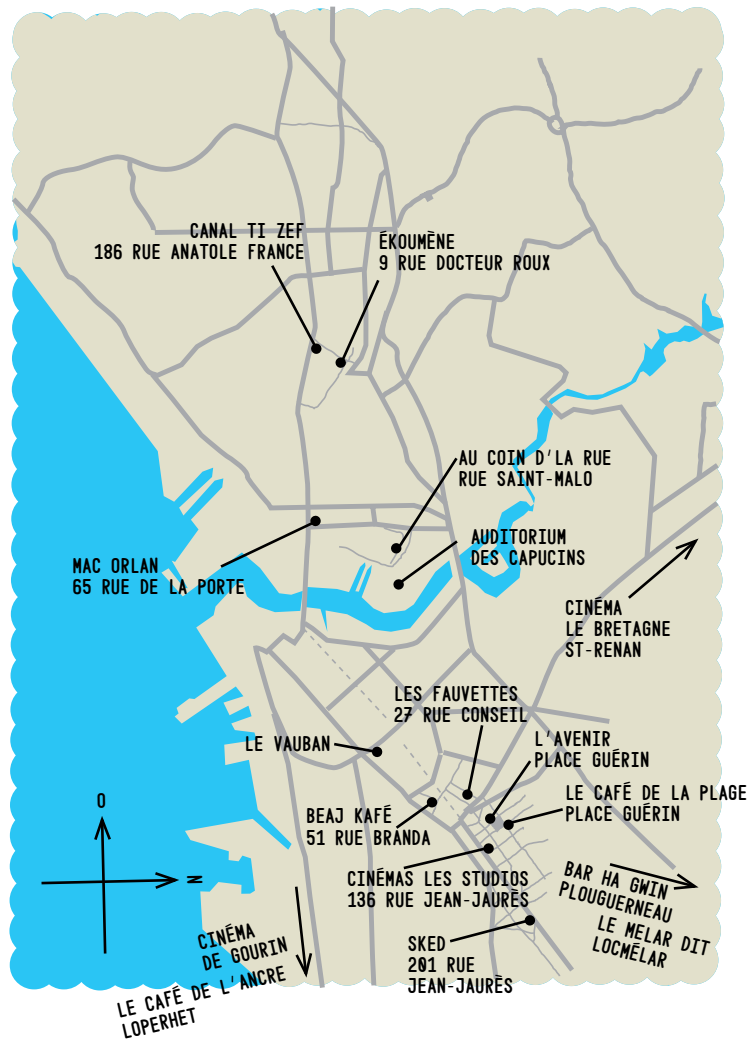 CANAL TI ZEF
186 RUE ANATOLE FRANCE
ÉKOUMÈNE
9 RUE DOCTEUR ROUX
AU COIN D'LA RUE
RUE SAINT-MALO
AUDITORIUM
DES CAPUCINS
MAC ORLAN
65 RUE DE LA PORTE
CINÉMA
LE BRETAGNE
ST-RENAN
LES FAUVETTES
27 RUE CONSEIL
LE VAUBAN
L'AVENIR
PLACE GUÉRIN
LE CAFÉ DE LA PLAGE
PLACE GUÉRIN
BEAJ KAFÉ
51 RUE BRANDA
CINÉMAS LES STUDIOS
136 RUE JEAN-JAURÈS
O
N
BAR HA GWIN
PLOUGUERNEAU
LE MELAR DIT
LOCMÉLAR
SKED
201 RUE
JEAN-JAURÈS
CINÉMA
DE GOURIN
LE CAFÉ DE L'ANCRE
LOPERHET